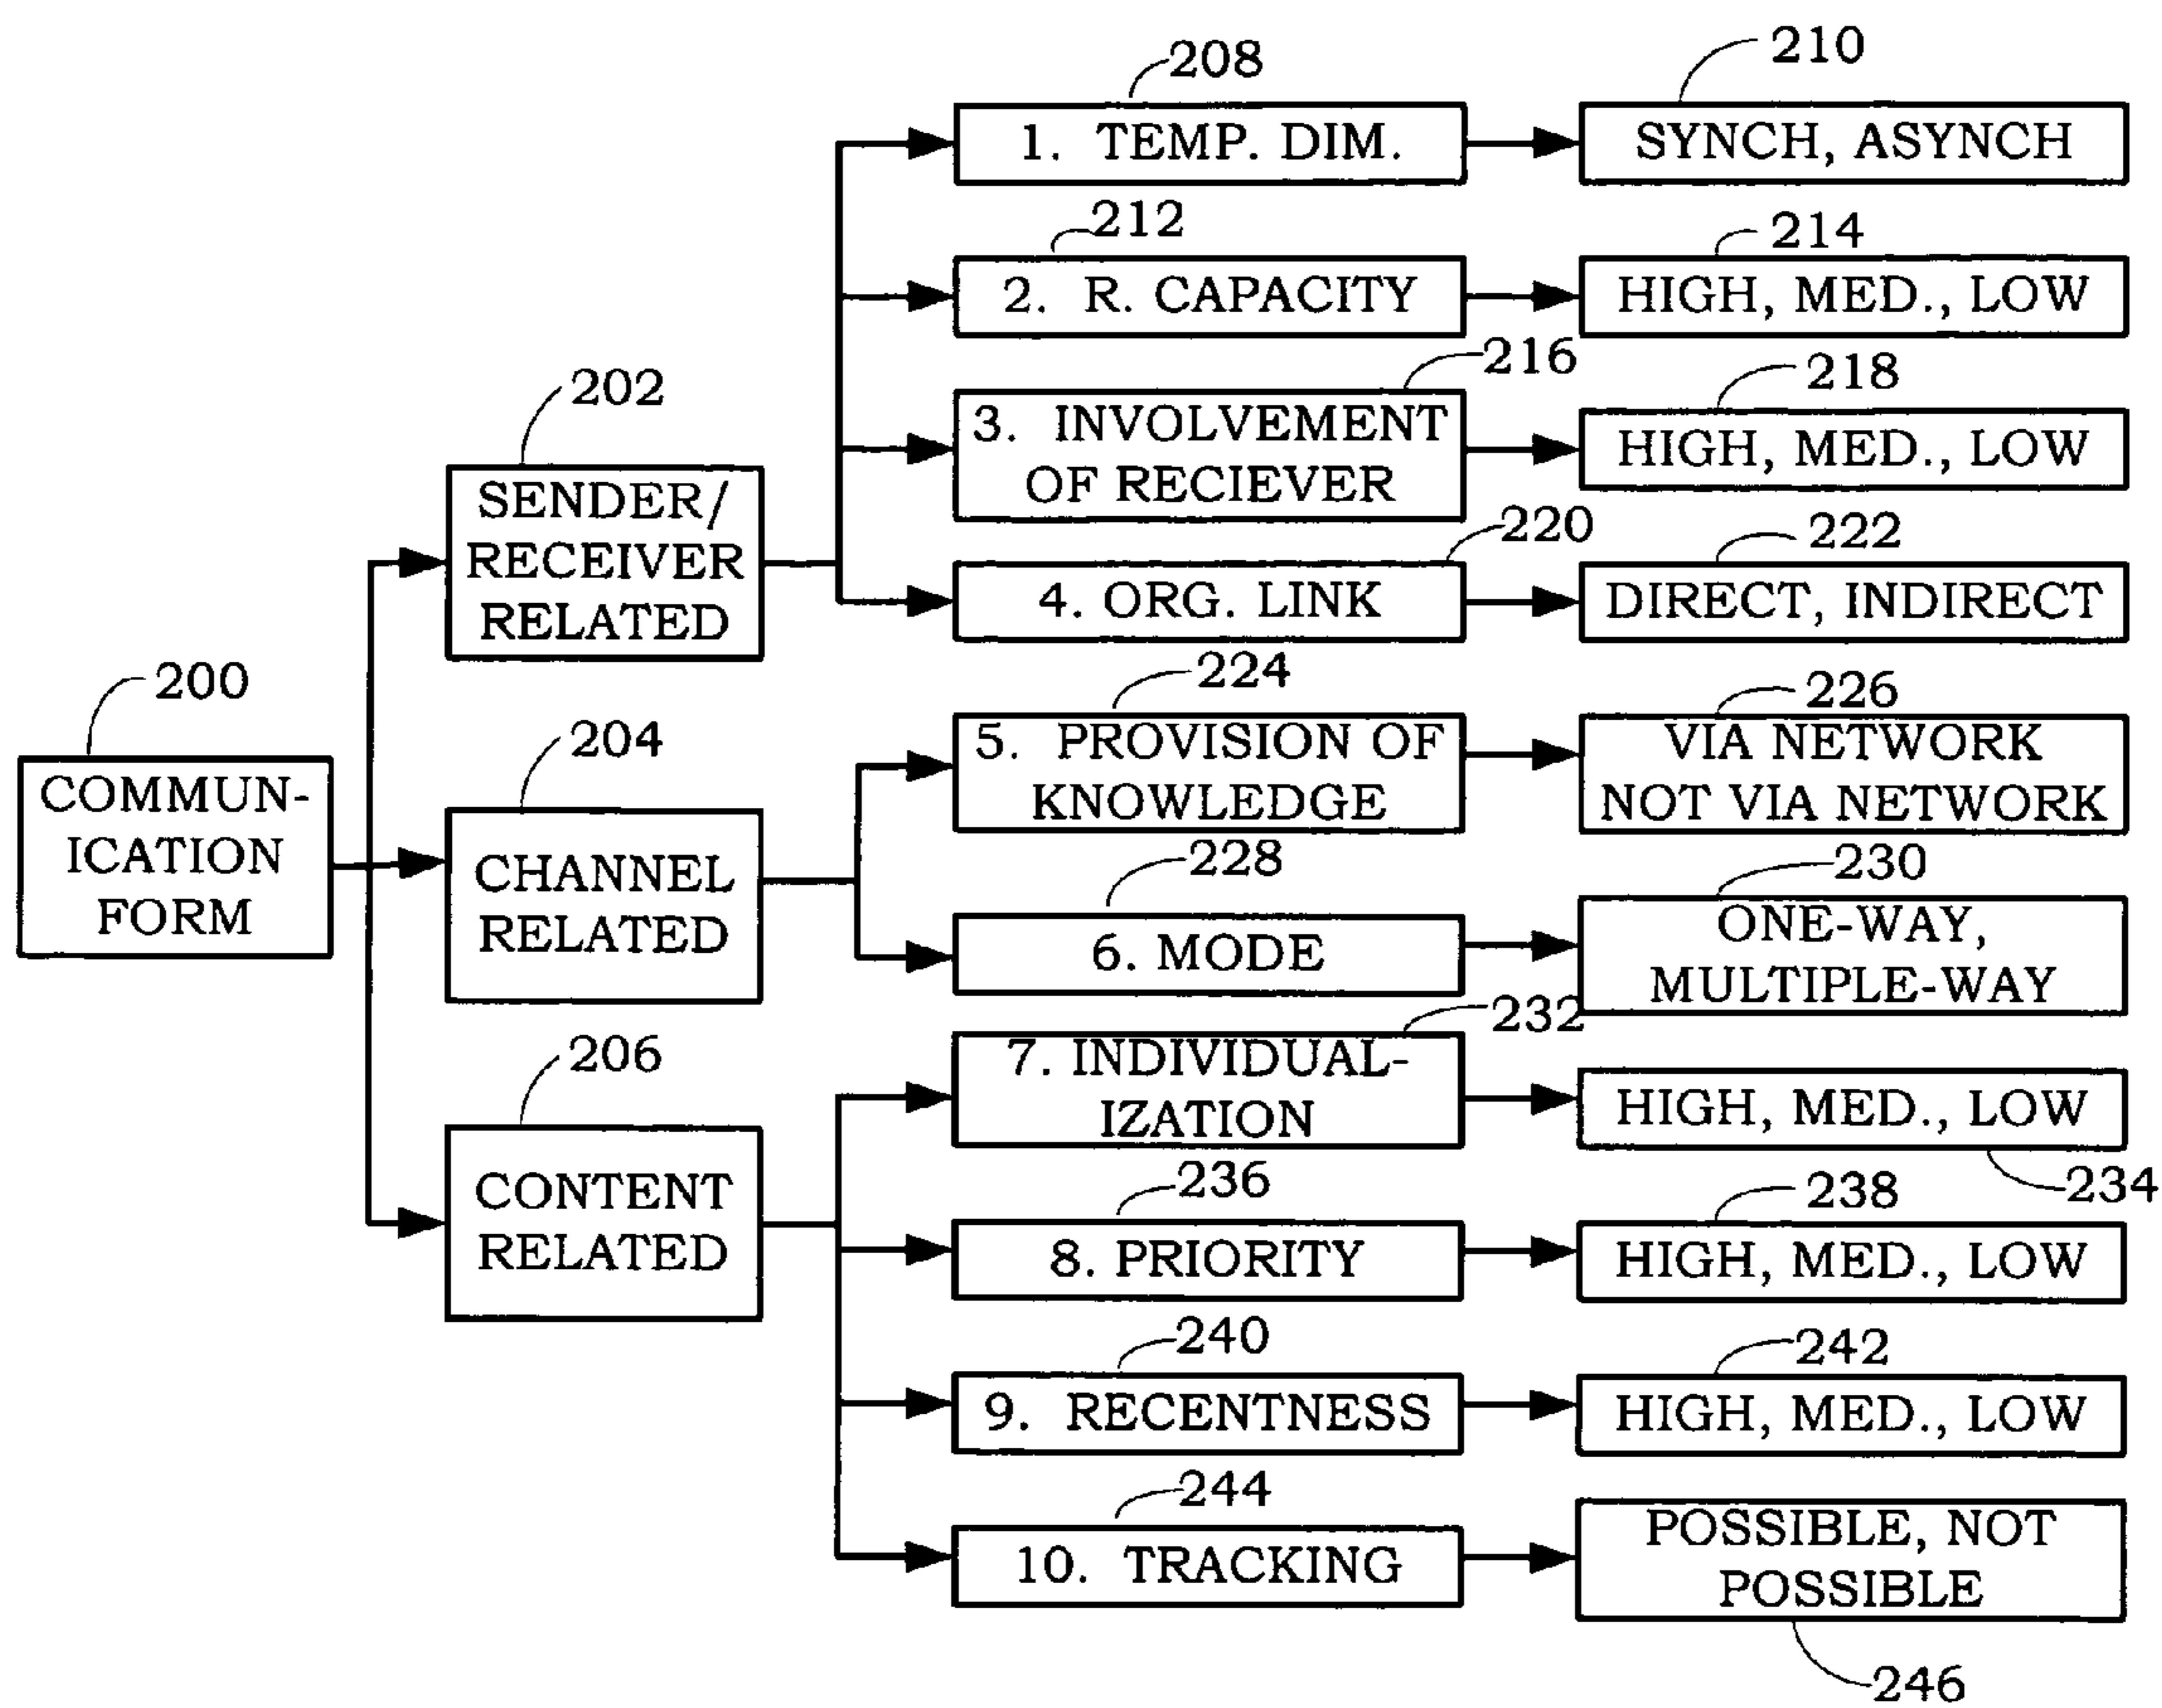 208
210
1. TEMP. DIM.
SYNCH, ASYNCH
212
214
2. R. CAPACITY
HIGH, MED., LOW
216
218
3. INVOLVEMENT
OF RECIEVER
HIGH, MED., LOW
202
SENDER/
RECEIVER
RELATED
220
222
4. ORG. LINK
DIRECT, INDIRECT
200
COMMUN-
ICATION
FORM
204
CHANNEL
RELATED
224
226
5. PROVISION OF
KNOWLEDGE
VIA NETWORK
NOT VIA NETWORK
228
230
6. MODE
ONE-WAY,
MULTIPLE-WAY
206
CONTENT
RELATED
232
7. INDIVIDUAL-
IZATION
HIGH, MED., LOW
234
236
238
8. PRIORITY
HIGH, MED., LOW
240
242
9. RECENTNESS
HIGH, MED., LOW
244
10. TRACKING
POSSIBLE, NOT
POSSIBLE
246